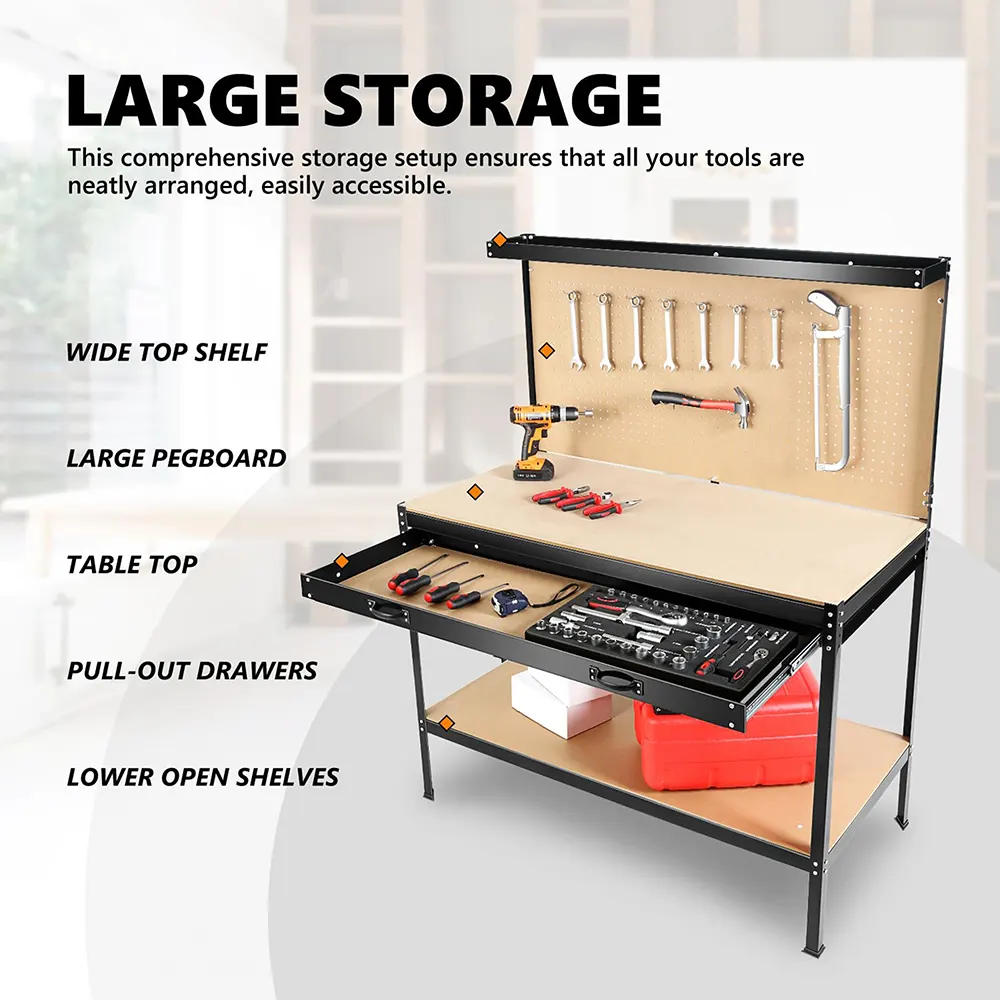 LARGE STORAGE
This comprehensive storage setup ensures that all your tools are
neatly arranged, easily accessible.
WIDE TOP SHELF
LARGE PEGBOARD
TABLE TOP
PULL-OUT DRAWERS
LOWER OPEN SHELVES